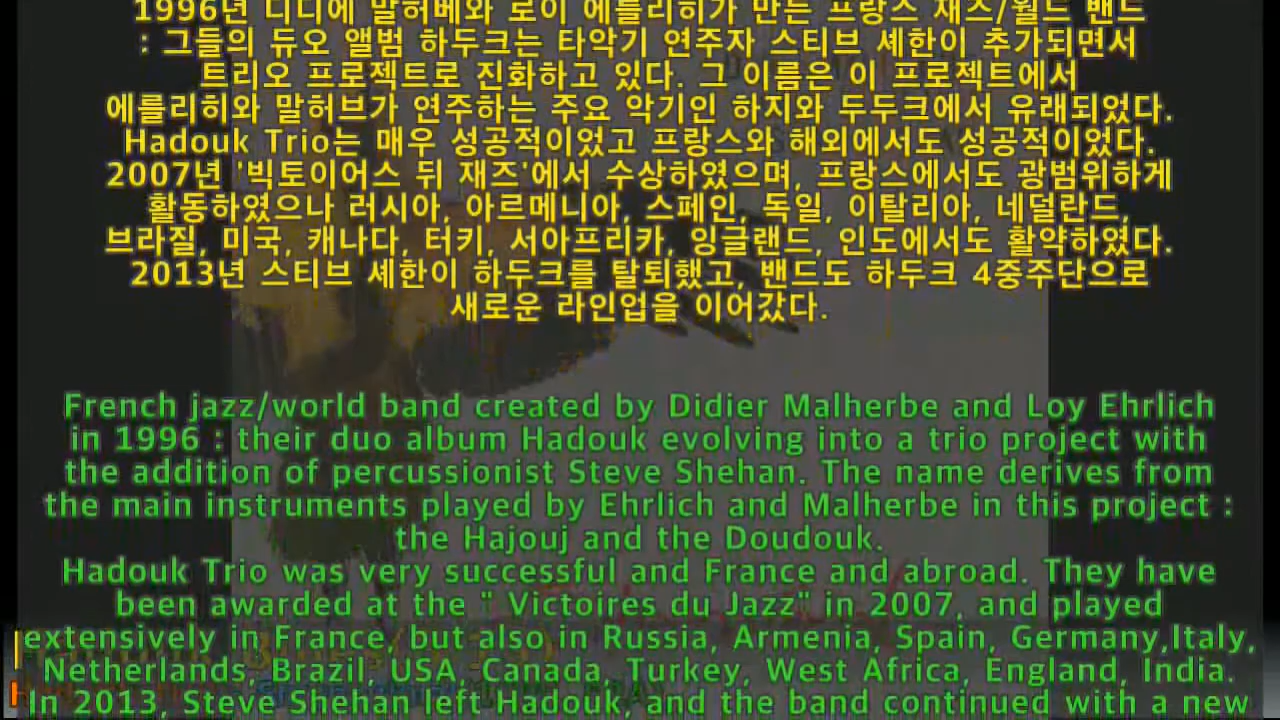 1996년 디디에 말허베와 로이 에틀리히가 만든 프랑스 재즈/월드 밴드
: 그들의 듀오 앨범 하두크는 타악기 연주자 스티브 셰한이 추가되면서
트리오 프로젝트로 진화하고 있다. 그 이름은 이 프로젝트에서
에를리히와 말허브가 연주하는 주요 악기인 하지와 두두크에서 유래되었다.
Hadouk Trio는 매우 성공적이었고 프랑스와 해외에서도 성공적이었다.
2007년 '빅토이어스 뒤 재즈'에서 수상하였으며, 프랑스에서도 광범위하게
활동하였으나 러시아, 아르메니아, 스페인, 독일, 이탈리아, 네덜란드,
브라질, 미국, 캐나다, 터키, 서아프리카, 잉글랜드, 인도에서도 활약하였다.
2013년 스티브 셰한이 하두크를 탈퇴했고, 밴드도 하두크 4중주단으로
새로운 라인업을 이어갔다.
French jazz/world band created by Didier Malherbe and Loy Ehrlich
in 1996 : their duo album Hadouk evolving into a trio project with
the addition of percussionist Steve Shehan. The name derives from
the main instruments played by Ehrlich and Malherbe in this project :
the Hajouj and the Doudouk.
Hadouk Trio was very successful and France and abroad. They have
been awarded at the " Victoires du Jazz" in 2007, and played
extensively in France, but also in Russia, Armenia, Spain, Germany,Italy,
Netherlands, Brazil, USA, Canada, Turkey, West Africa, England, India.
In 2013, Steve Shehan left Hadouk, and the band continued with a new